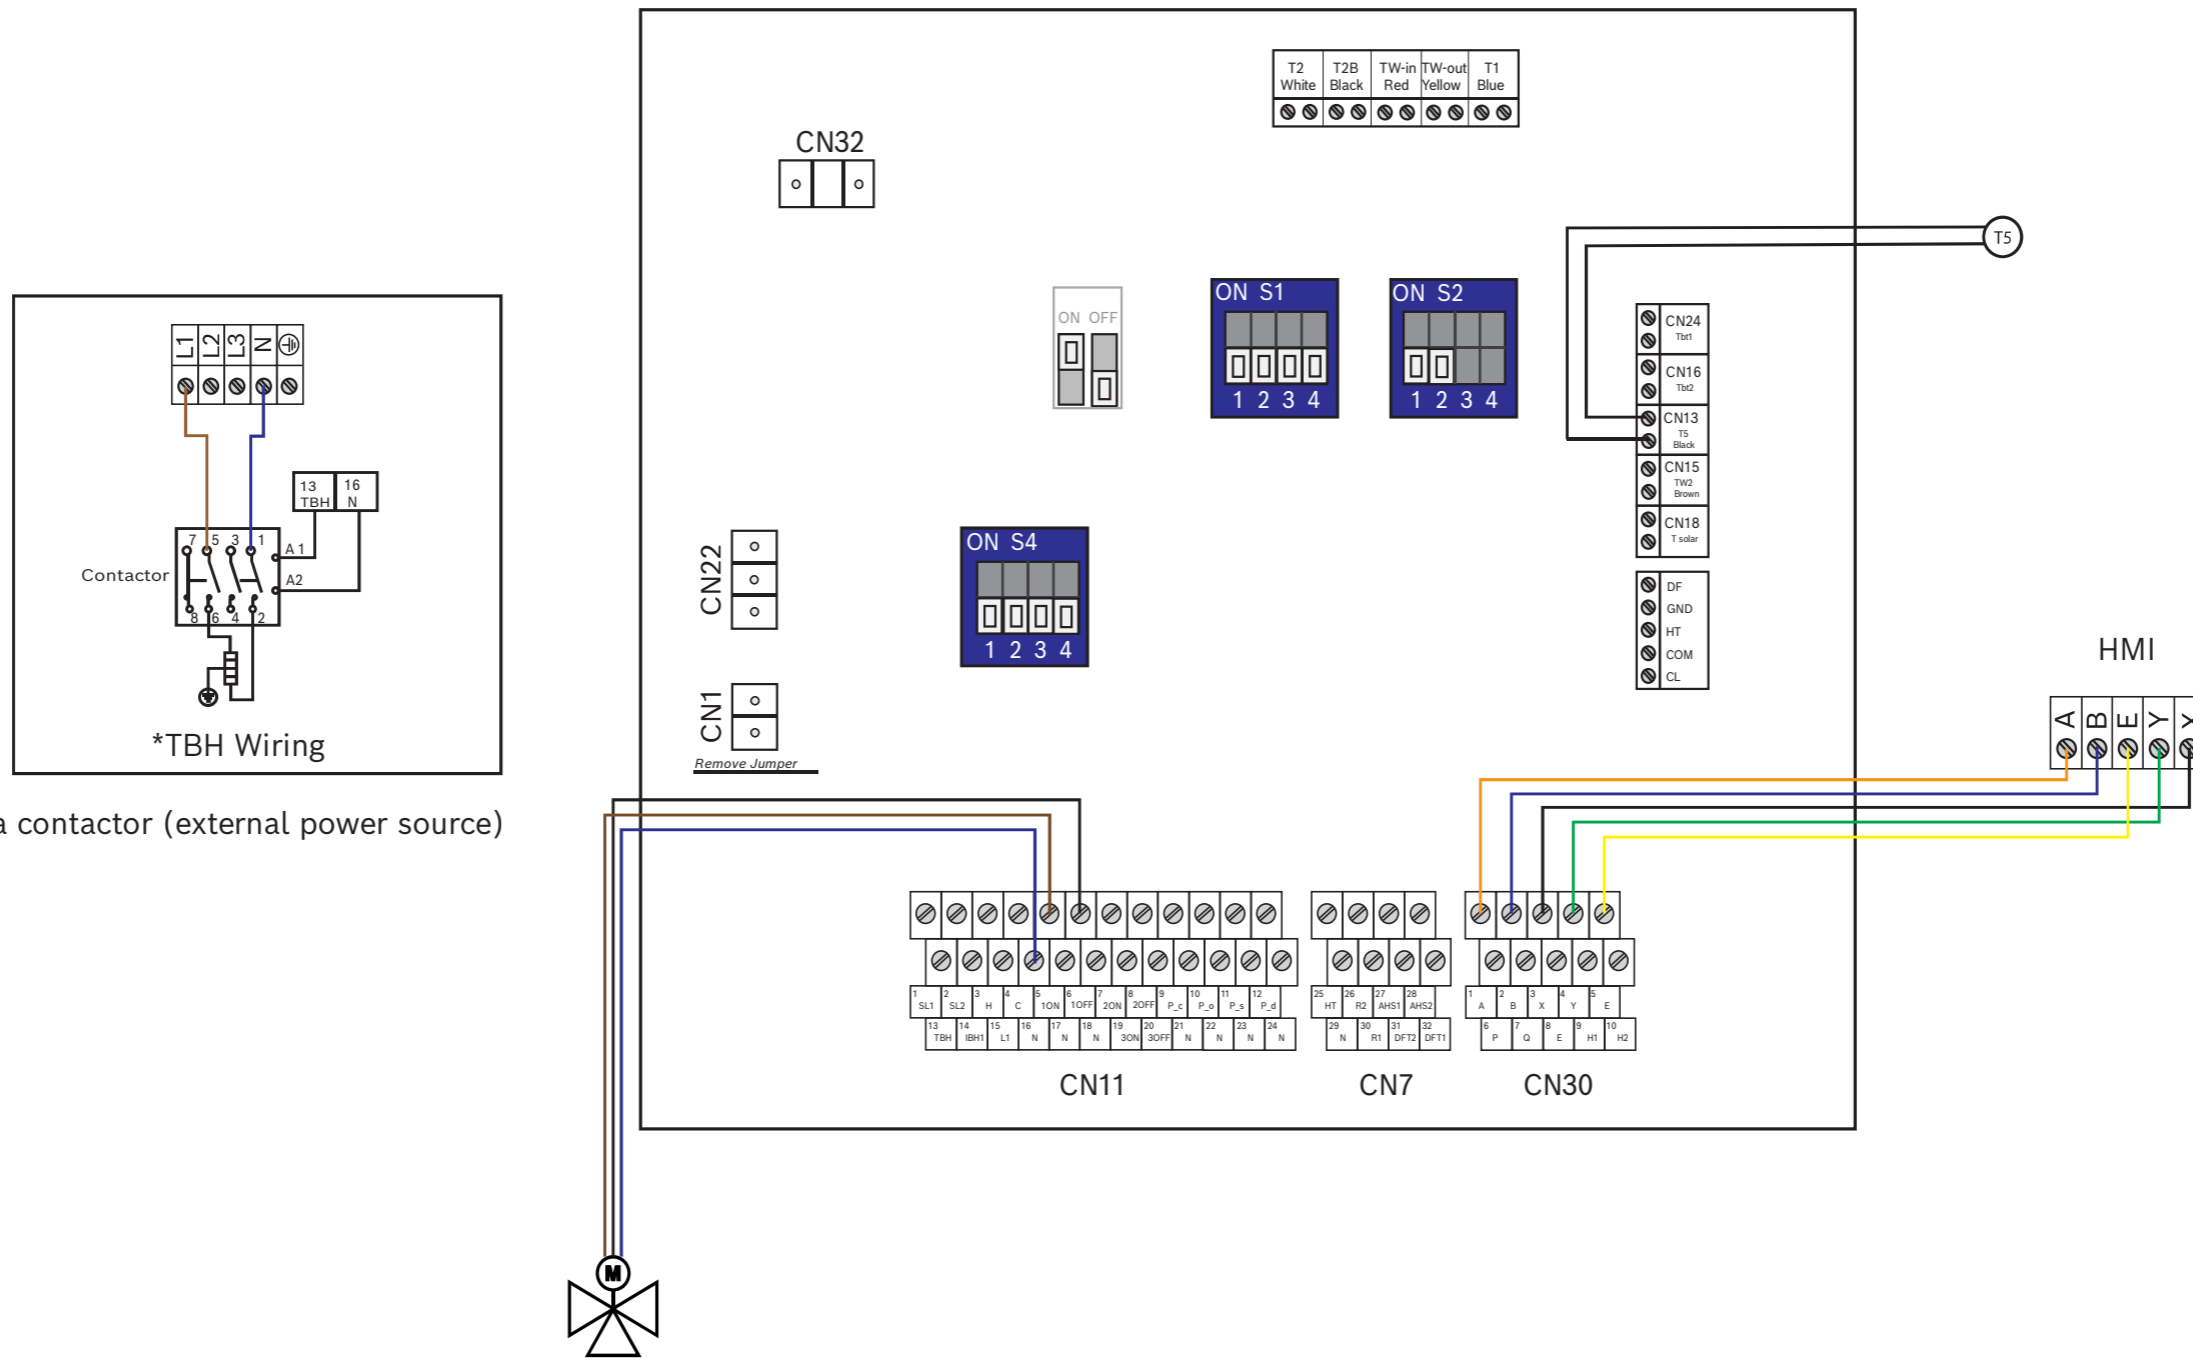 T2 T2B TW-in TW-out T1
White Black Red Yellow Blue
CN32
T5
ON S1
ON S2
ON OFF
1 2 3 4
1 2 3 4
CN24
Tbt1
CN16
Tbt2
CN13
T5
Black
CN15
TW2
Brown
CN18
T solar
L1 L2 L3 N
13 16
TBH N
7 5 3 1
A1
A2
Contactor
8 6 4 2
*TBH Wiring
a contactor (external power source)
CN22
ON S4
1 2 3 4
CN1
Remove Jumper
DF
GND
HT
COM
CL
HMI
A B E Y X
1 2 3 4 5 6 7 8 9 10 11 12
SL1 SL2 H C 1ON 1OFF 2ON 2OFF P_c P_o P_s P_d
13 14 15 16 17 18 19 20 21 22 23 24
TBH IBH1 L1 N N N 3ON 3OFF N N N N
CN11
25 26 27 28
HT R2 AHS1 AHS2
29 30 31 32
N R1 DFT2 DFT1
CN7
1 2 3 4 5
A B X Y E
6 7 8 9 10
P Q E H1 H2
CN30
M